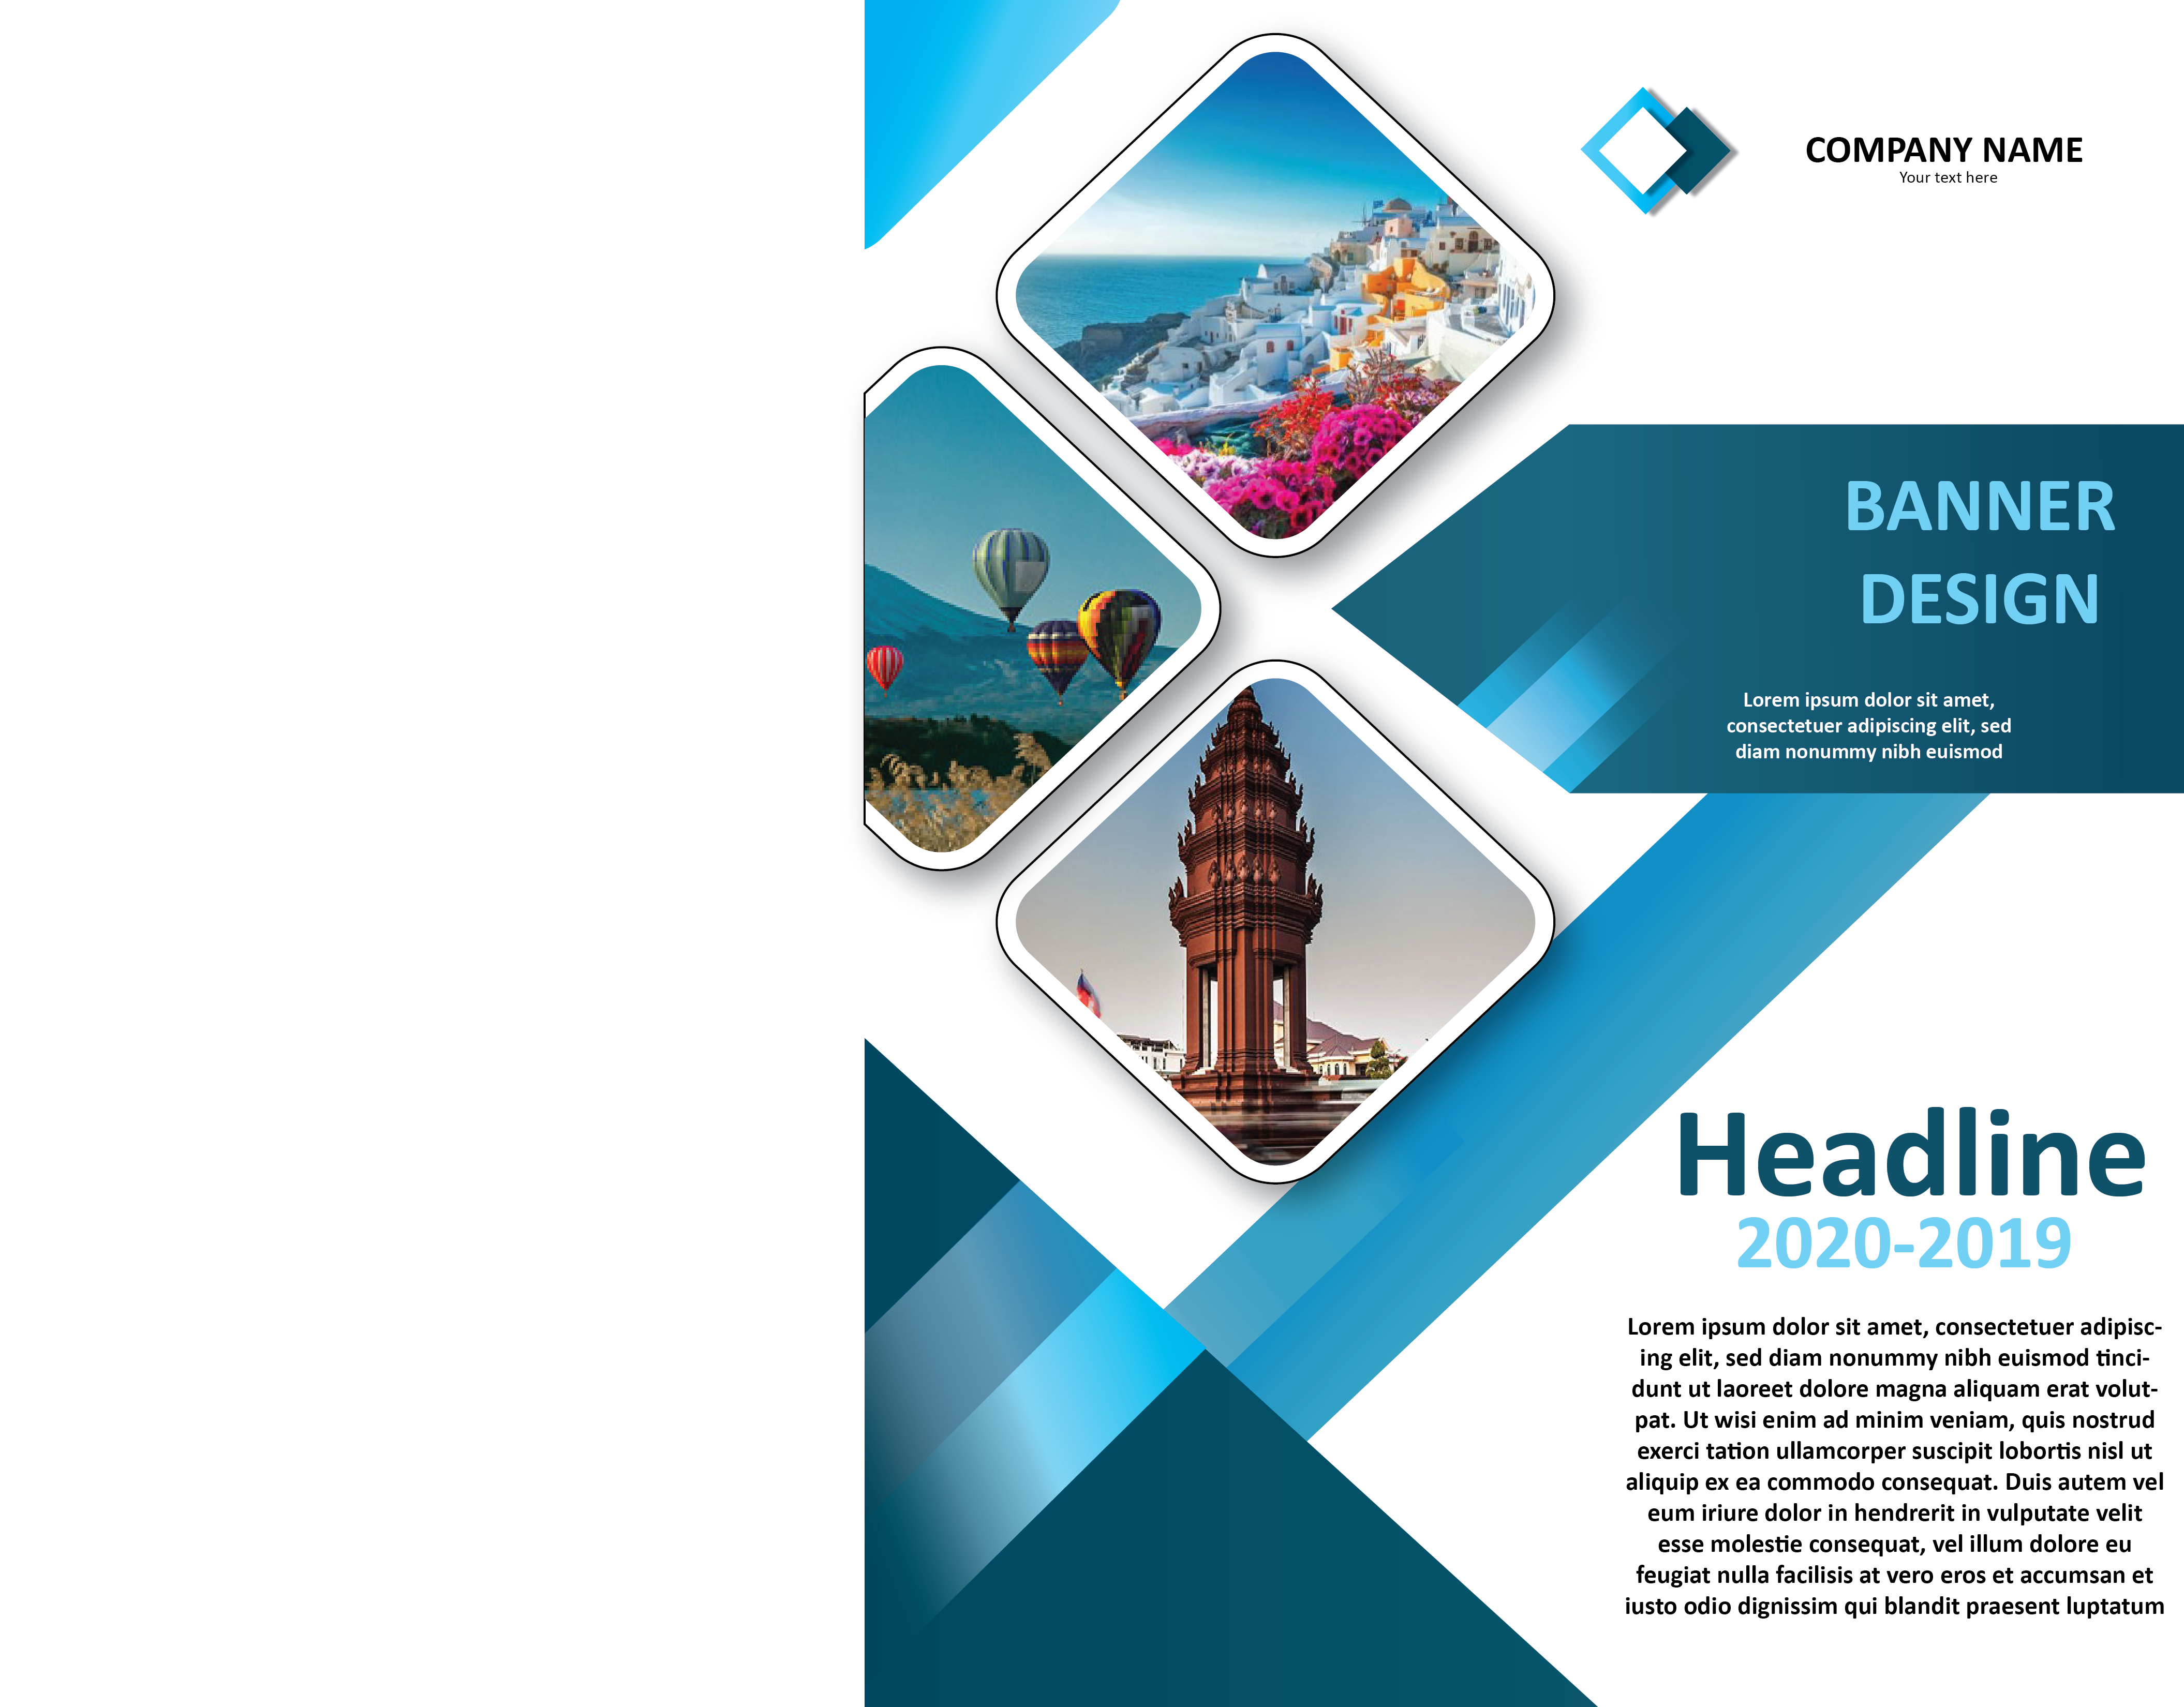 COMPANY NAME
Your text here
BANNER
DESIGN
Lorem ipsum dolor sit amet,
consectetuer adipiscing elit, sed
diam nonummy nibh euismod
Headline
2020-2019
Lorem ipsum dolor sit amet, consectetuer adipisc-
ing elit, sed diam nonummy nibh euismod tinci-
dunt ut laoreet dolore magna aliquam erat volut-
pat. Ut wisi enim ad minim veniam, quis nostrud
exerci tation ullamcorper suscipit lobortis nisl ut
aliquip ex ea commodo consequat. Duis autem vel
eum iriure dolor in hendrerit in vulputate velit
esse molestie consequat, vel illum dolore eu
feugiat nulla facilisis at vero eros et accumsan et
iusto odio dignissim qui blandit praesent luptatum